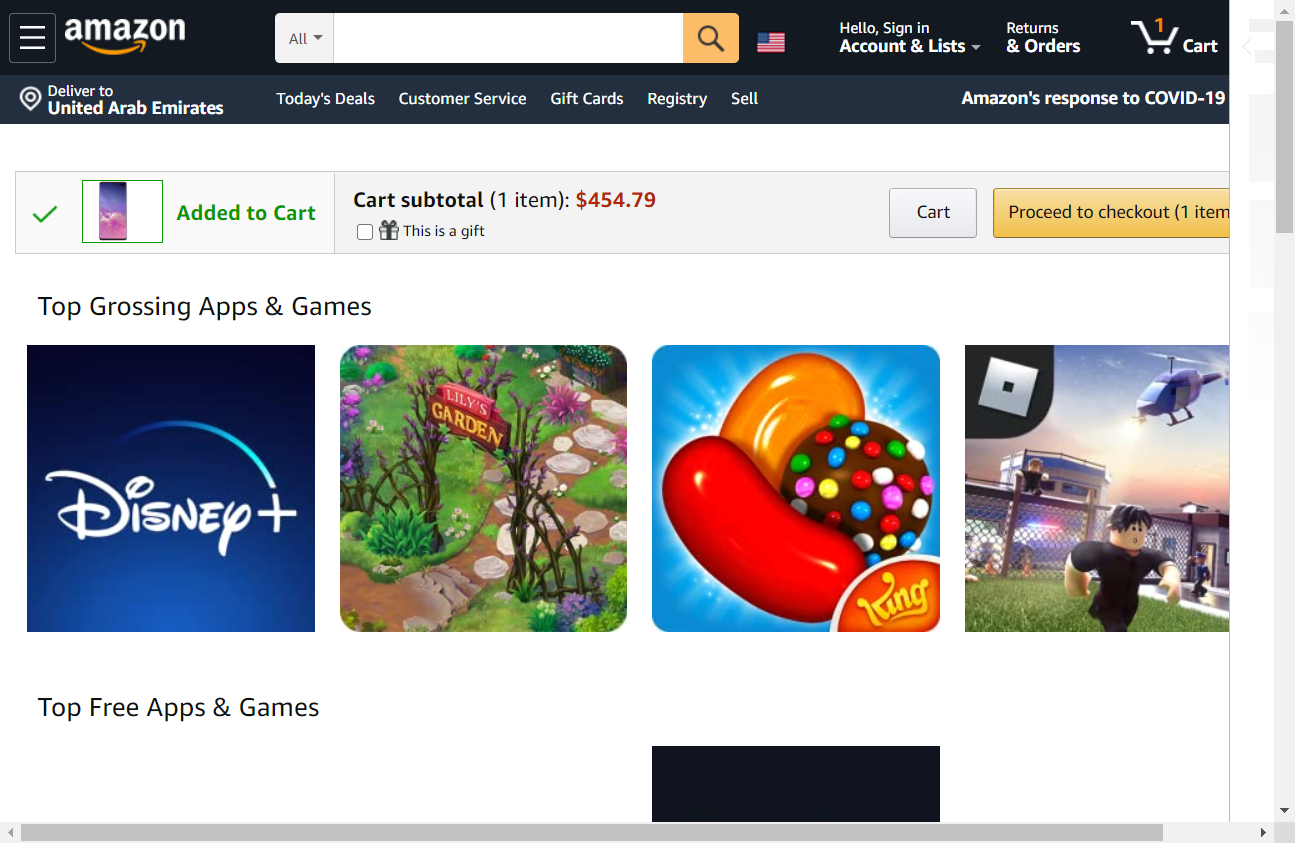 amazon
All
Hello, Sign in
Account & Lists
Returns
& Orders
1
Cart
Deliver to
United Arab Emirates
Today's Deals
Customer Service
Gift Cards
Registry
Sell
Amazon's response to COVID-19
Added to Cart
Cart subtotal (1 item): $454.79
This is a gift
Cart
Proceed to checkout (1 item
Top Grossing Apps & Games
Disney+
LILY'S
GARDEN
King
Top Free Apps & Games